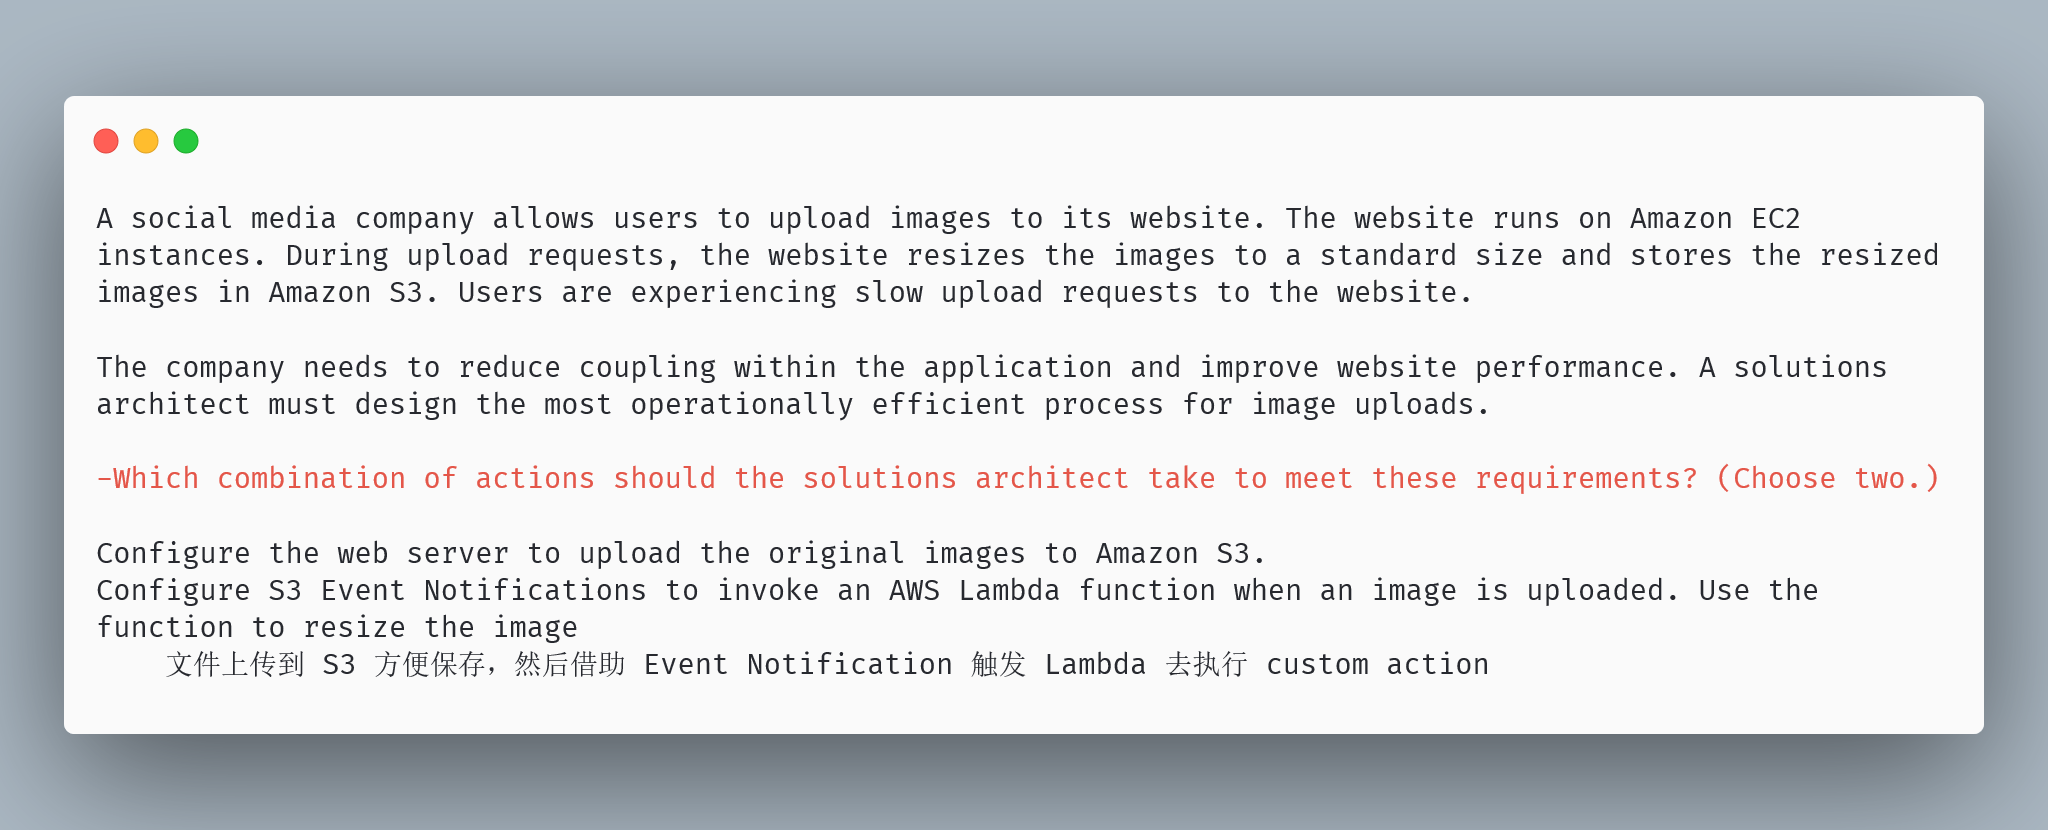 A social media company allows users to upload images to its website. The website runs on Amazon EC2
instances. During upload requests, the website resizes the images to a standard size and stores the resized
images in Amazon S3. Users are experiencing slow upload requests to the website.
The company needs to reduce coupling within the application and improve website performance. A solutions
architect must design the most operationally efficient process for image uploads.
-Which combination of actions should the solutions architect take to meet these requirements? (Choose two.)
Configure the web server to upload the original images to Amazon S3.
Configure S3 Event Notifications to invoke an AWS Lambda function when an image is uploaded. Use the
function to resize the image
文件上传到 S3 方便保存，然后借助 Event Notification 触发 Lambda 去执行 custom action